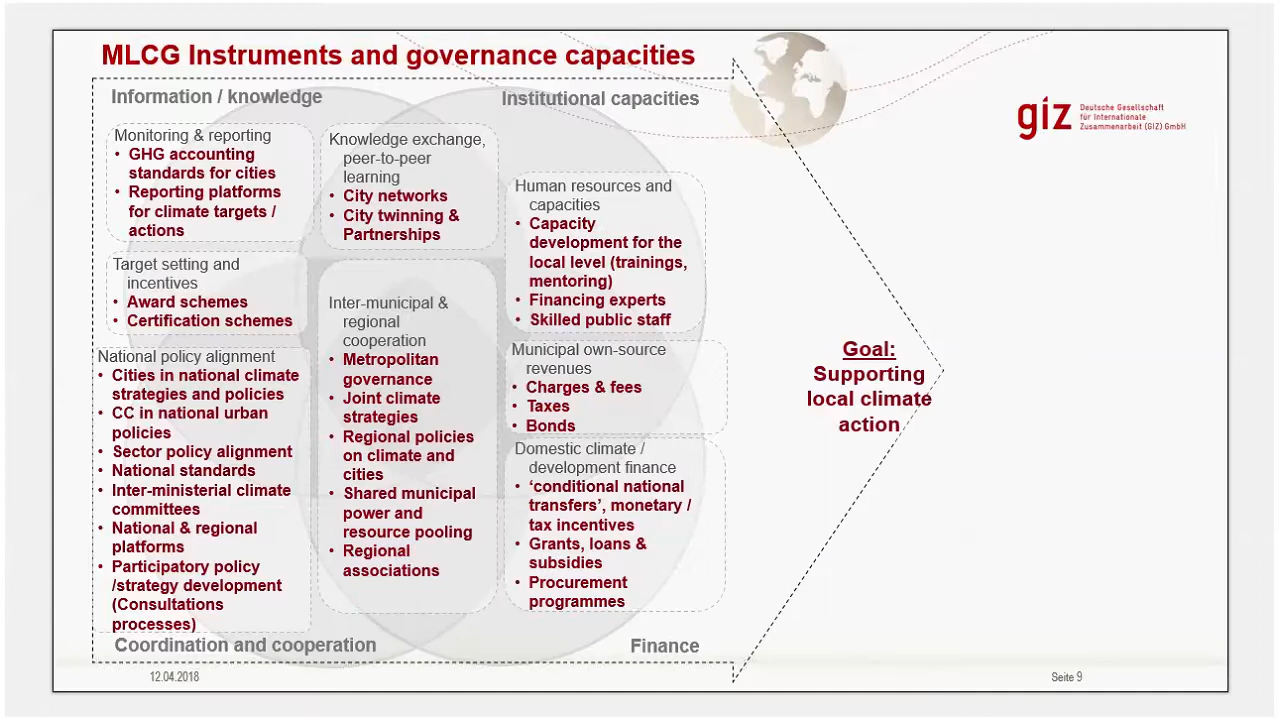 MLCG Instruments and governance capacities
Information / knowledge
Institutional capacities
giz
Deutsche Gesellschaft
für Internationale
Zusammenarbeit (GIZ) GmbH
Monitoring & reporting
• GHG accounting
standards for cities
• Reporting platforms
for climate targets /
actions
Knowledge exchange,
peer-to-peer
learning
• City networks
• City twinning &
Partnerships
Human resources and
capacities
• Capacity
development for the
local level (trainings,
mentoring)
• Financing experts
• Skilled public staff
Target setting and
incentives
• Award schemes
• Certification schemes
Inter-municipal &
regional
cooperation
• Metropolitan
governance
• Joint climate
strategies
• Regional policies
on climate and
cities
• Shared municipal
power and
resource pooling
• Regional
associations
Municipal own-source
revenues
• Charges & fees
• Taxes
• Bonds
National policy alignment
• Cities in national climate
strategies and policies
• CC in national urban
policies
• Sector policy alignment
• National standards
• Inter-ministerial climate
committees
• National & regional
platforms
• Participatory policy
/strategy development
(Consultations
processes)
Domestic climate /
development finance
• ‘conditional national
transfers’, monetary /
tax incentives
• Grants, loans &
subsidies
• Procurement
programmes
Goal:
Supporting
local climate
action
Coordination and cooperation
Finance
12.04.2018
Seite 9